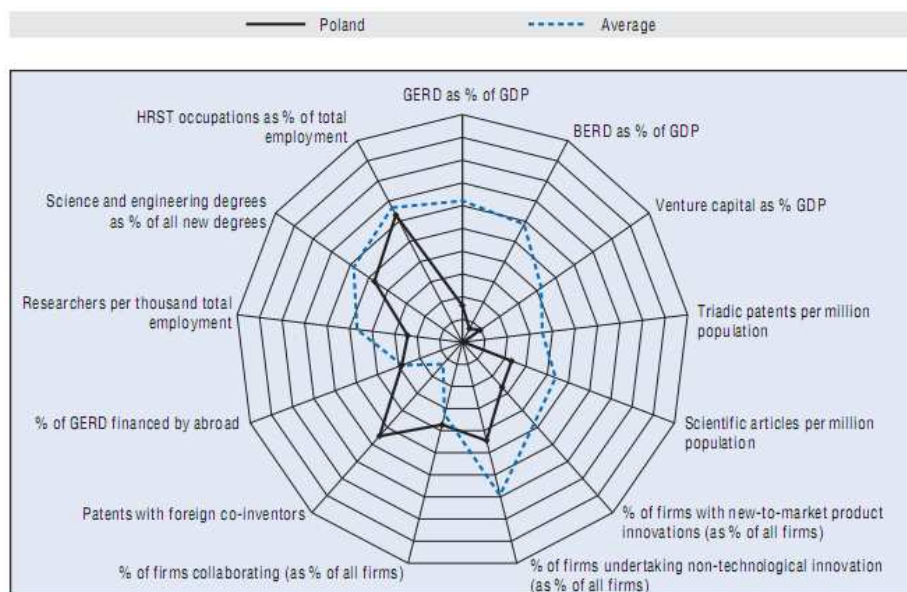 Poland
Average
GERD as % of GDP
HRST occupations as % of total
employment
BERD as % of GDP
Science and engineering degrees
as % of all new degrees
Venture capital as % GDP
Researchers per thousand total
employment
Triadic patents per million
population
% of GERD financed by abroad
Scientific articles per million
population
Patents with foreign co-inventors
% of firms with new-to-market product
innovations (as % of all firms)
% of firms collaborating (as % of all firms)
% of firms undertaking non-technological innovation
(as % of all firms)